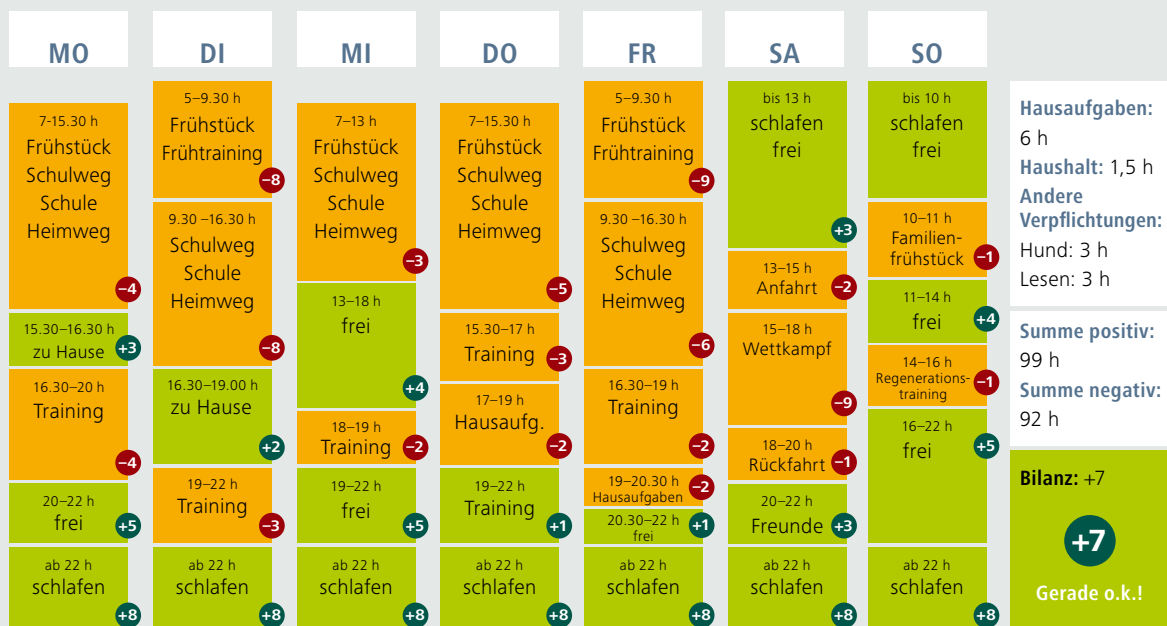 MO
7-15.30 h
Frühstück
Schulweg
Schule
Heimweg
–4
15.30–16.30 h
zu Hause
+3
16.30–20 h
Training
–4
20–22 h
frei
+5
ab 22 h
schlafen
+8
DI
5–9.30 h
Frühstück
Frühtraining
–8
9.30 –16.30 h
Schulweg
Schule
Heimweg
–8
16.30–19.00 h
zu Hause
+2
19–22 h
Training
–3
ab 22 h
schlafen
+8
MI
7–13 h
Frühstück
Schulweg
Schule
Heimweg
–3
13–18 h
frei
+4
18–19 h
Training
–2
19–22 h
frei
+5
ab 22 h
schlafen
+8
DO
7–15.30 h
Frühstück
Schulweg
Schule
Heimweg
–5
15.30–17 h
Training
–3
17–19 h
Hausaufg.
–2
19–22 h
Training
+1
ab 22 h
schlafen
+8
FR
5–9.30 h
Frühstück
Frühtraining
–9
9.30 –16.30 h
Schulweg
Schule
Heimweg
–6
16.30–19 h
Training
–2
19–20.30 h
Hausaufgaben
–2
20.30–22 h
frei
+1
ab 22 h
schlafen
+8
SA
bis 13 h
schlafen
frei
+3
13–15 h
Anfahrt
–2
15–18 h
Wettkampf
–9
18–20 h
Rückfahrt
–1
20–22 h
Freunde
+3
ab 22 h
schlafen
+8
SO
bis 10 h
schlafen
frei
10–11 h
Familien-
frühstück
–1
11–14 h
frei
+4
14–16 h
Regenerations-
training
–1
16–22 h
frei
+5
ab 22 h
schlafen
+8
Hausaufgaben:
6 h
Haushalt: 1,5 h
Andere
Verpflichtungen:
Hund: 3 h
Lesen: 3 h
Summe positiv:
99 h
Summe negativ:
92 h
Bilanz: +7
+7
Gerade o.k.!